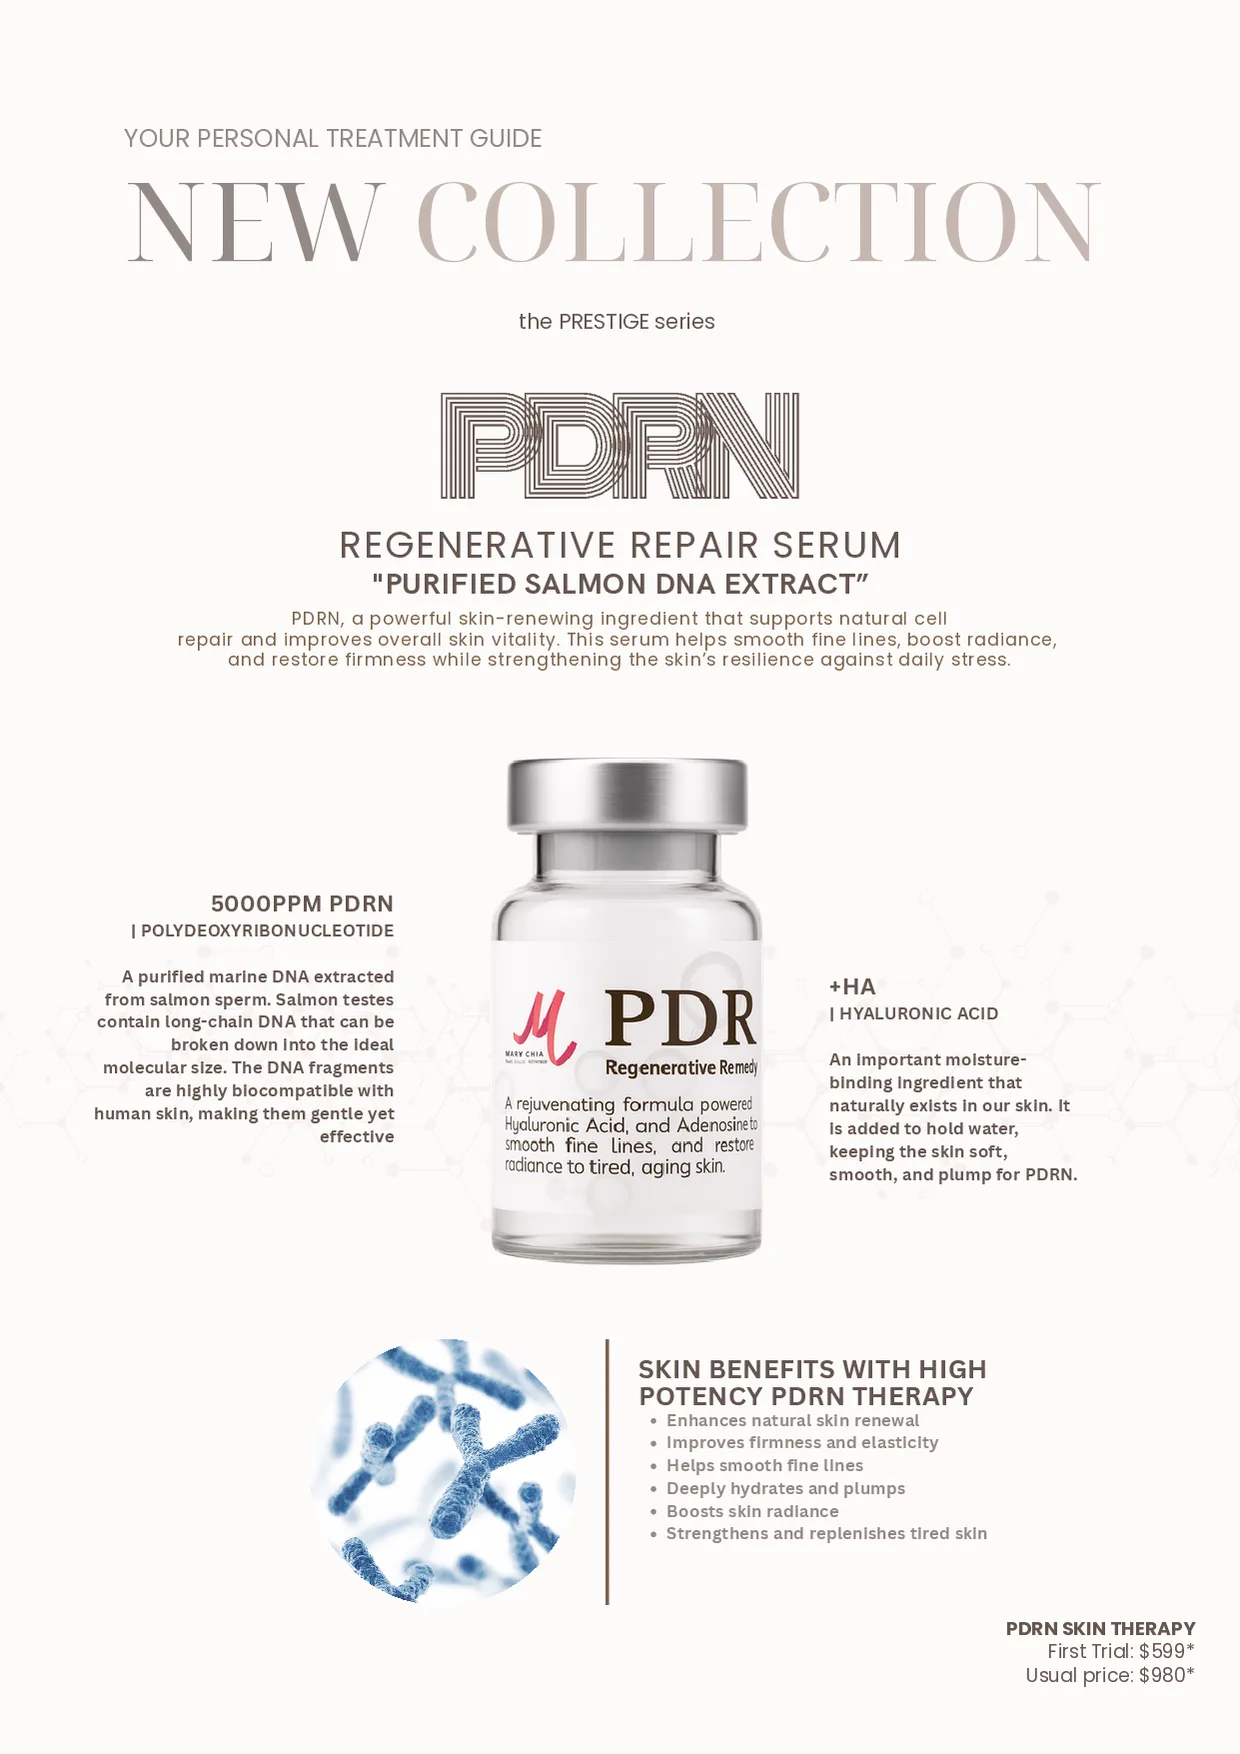 YOUR PERSONAL TREATMENT GUIDE
NEW COLLECTION
the PRESTIGE series
PDRN
REGENERATIVE REPAIR SERUM
"PURIFIED SALMON DNA EXTRACT”
PDRN, a powerful skin-renewing ingredient that supports natural cell
repair and improves overall skin vitality. This serum helps smooth fine lines, boost radiance,
and restore firmness while strengthening the skin’s resilience against daily stress.
5000PPM PDRN
| POLYDEOXYRIBONUCLEOTIDE
A purified marine DNA extracted
from salmon sperm. Salmon testes
contain long-chain DNA that can be
broken down into the ideal
molecular size. The DNA fragments
are highly biocompatible with
human skin, making them gentle yet
effective
M
MARY CHIA
PDR
Regenerative Remedy
A rejuvenating formula powered
Hyaluronic Acid, and Adenosine to
smooth fine lines, and restore
radiance to tired, aging skin.
+HA
| HYALURONIC ACID
An important moisture-
binding ingredient that
naturally exists in our skin. It
is added to hold water,
keeping the skin soft,
smooth, and plump for PDRN.
SKIN BENEFITS WITH HIGH
POTENCY PDRN THERAPY
• Enhances natural skin renewal
• Improves firmness and elasticity
• Helps smooth fine lines
• Deeply hydrates and plumps
• Boosts skin radiance
• Strengthens and replenishes tired skin
PDRN SKIN THERAPY
First Trial: $599*
Usual price: $980*